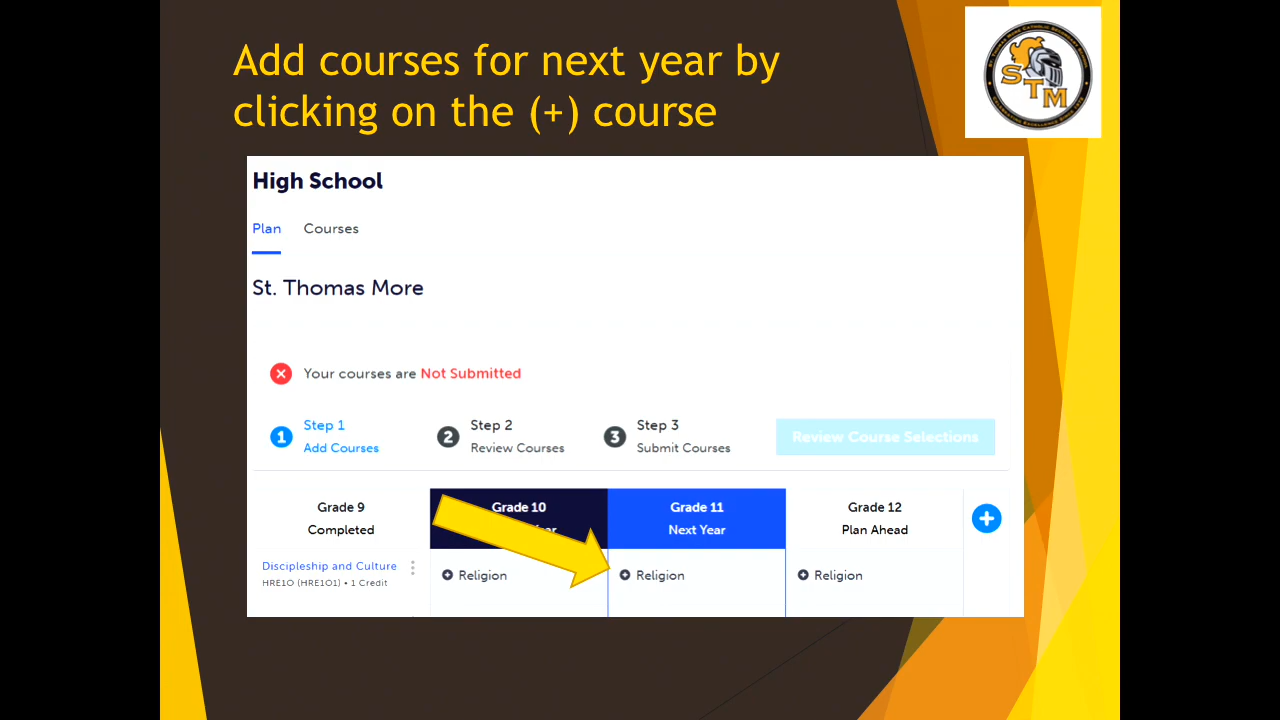 Add courses for next year by
clicking on the (+) course
STM
High School
Plan Courses
St. Thomas More
Your courses are Not Submitted
1 Step 1 2 Step 2 3 Step 3
Add Courses Review Courses Submit Courses Review Course Selections
Grade 9 Grade 10 Grade 11 Grade 12
Completed Next Year Plan Ahead
Discipleship and Culture
HRE1O (HRE1O1) • 1 Credit
Religion Religion Religion